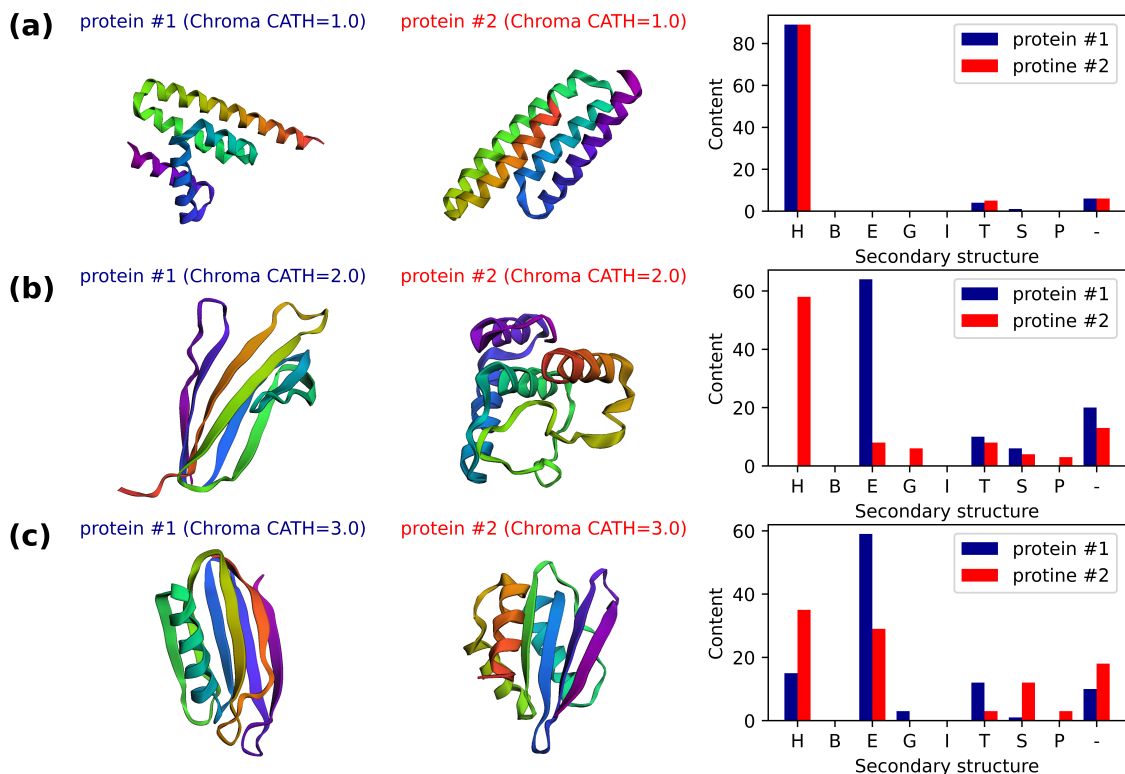 (a) protein #1 (Chroma CATH=1.0) protein #2 (Chroma CATH=1.0)
protein #1
protine #2
Content
80
60
40
20
0
H B E G I T S P -
Secondary structure
(b) protein #1 (Chroma CATH=2.0) protein #2 (Chroma CATH=2.0)
protein #1
protine #2
Content
60
40
20
0
H B E G I T S P -
Secondary structure
(c) protein #1 (Chroma CATH=3.0) protein #2 (Chroma CATH=3.0)
protein #1
protine #2
Content
60
40
20
0
H B E G I T S P -
Secondary structure